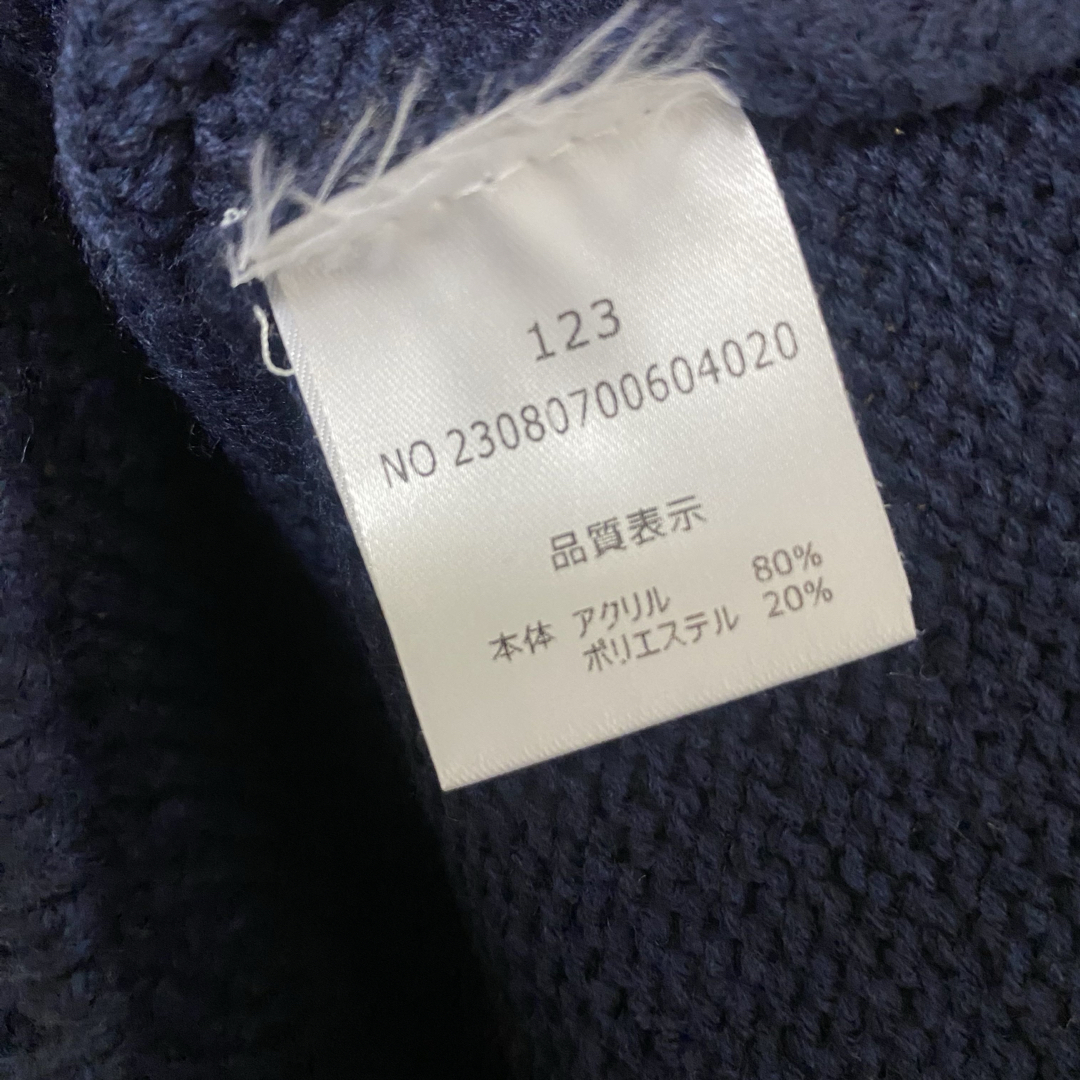 123
NO 23080700604020
品質表示
本体 アクリル 80%
ポリエステル 20%